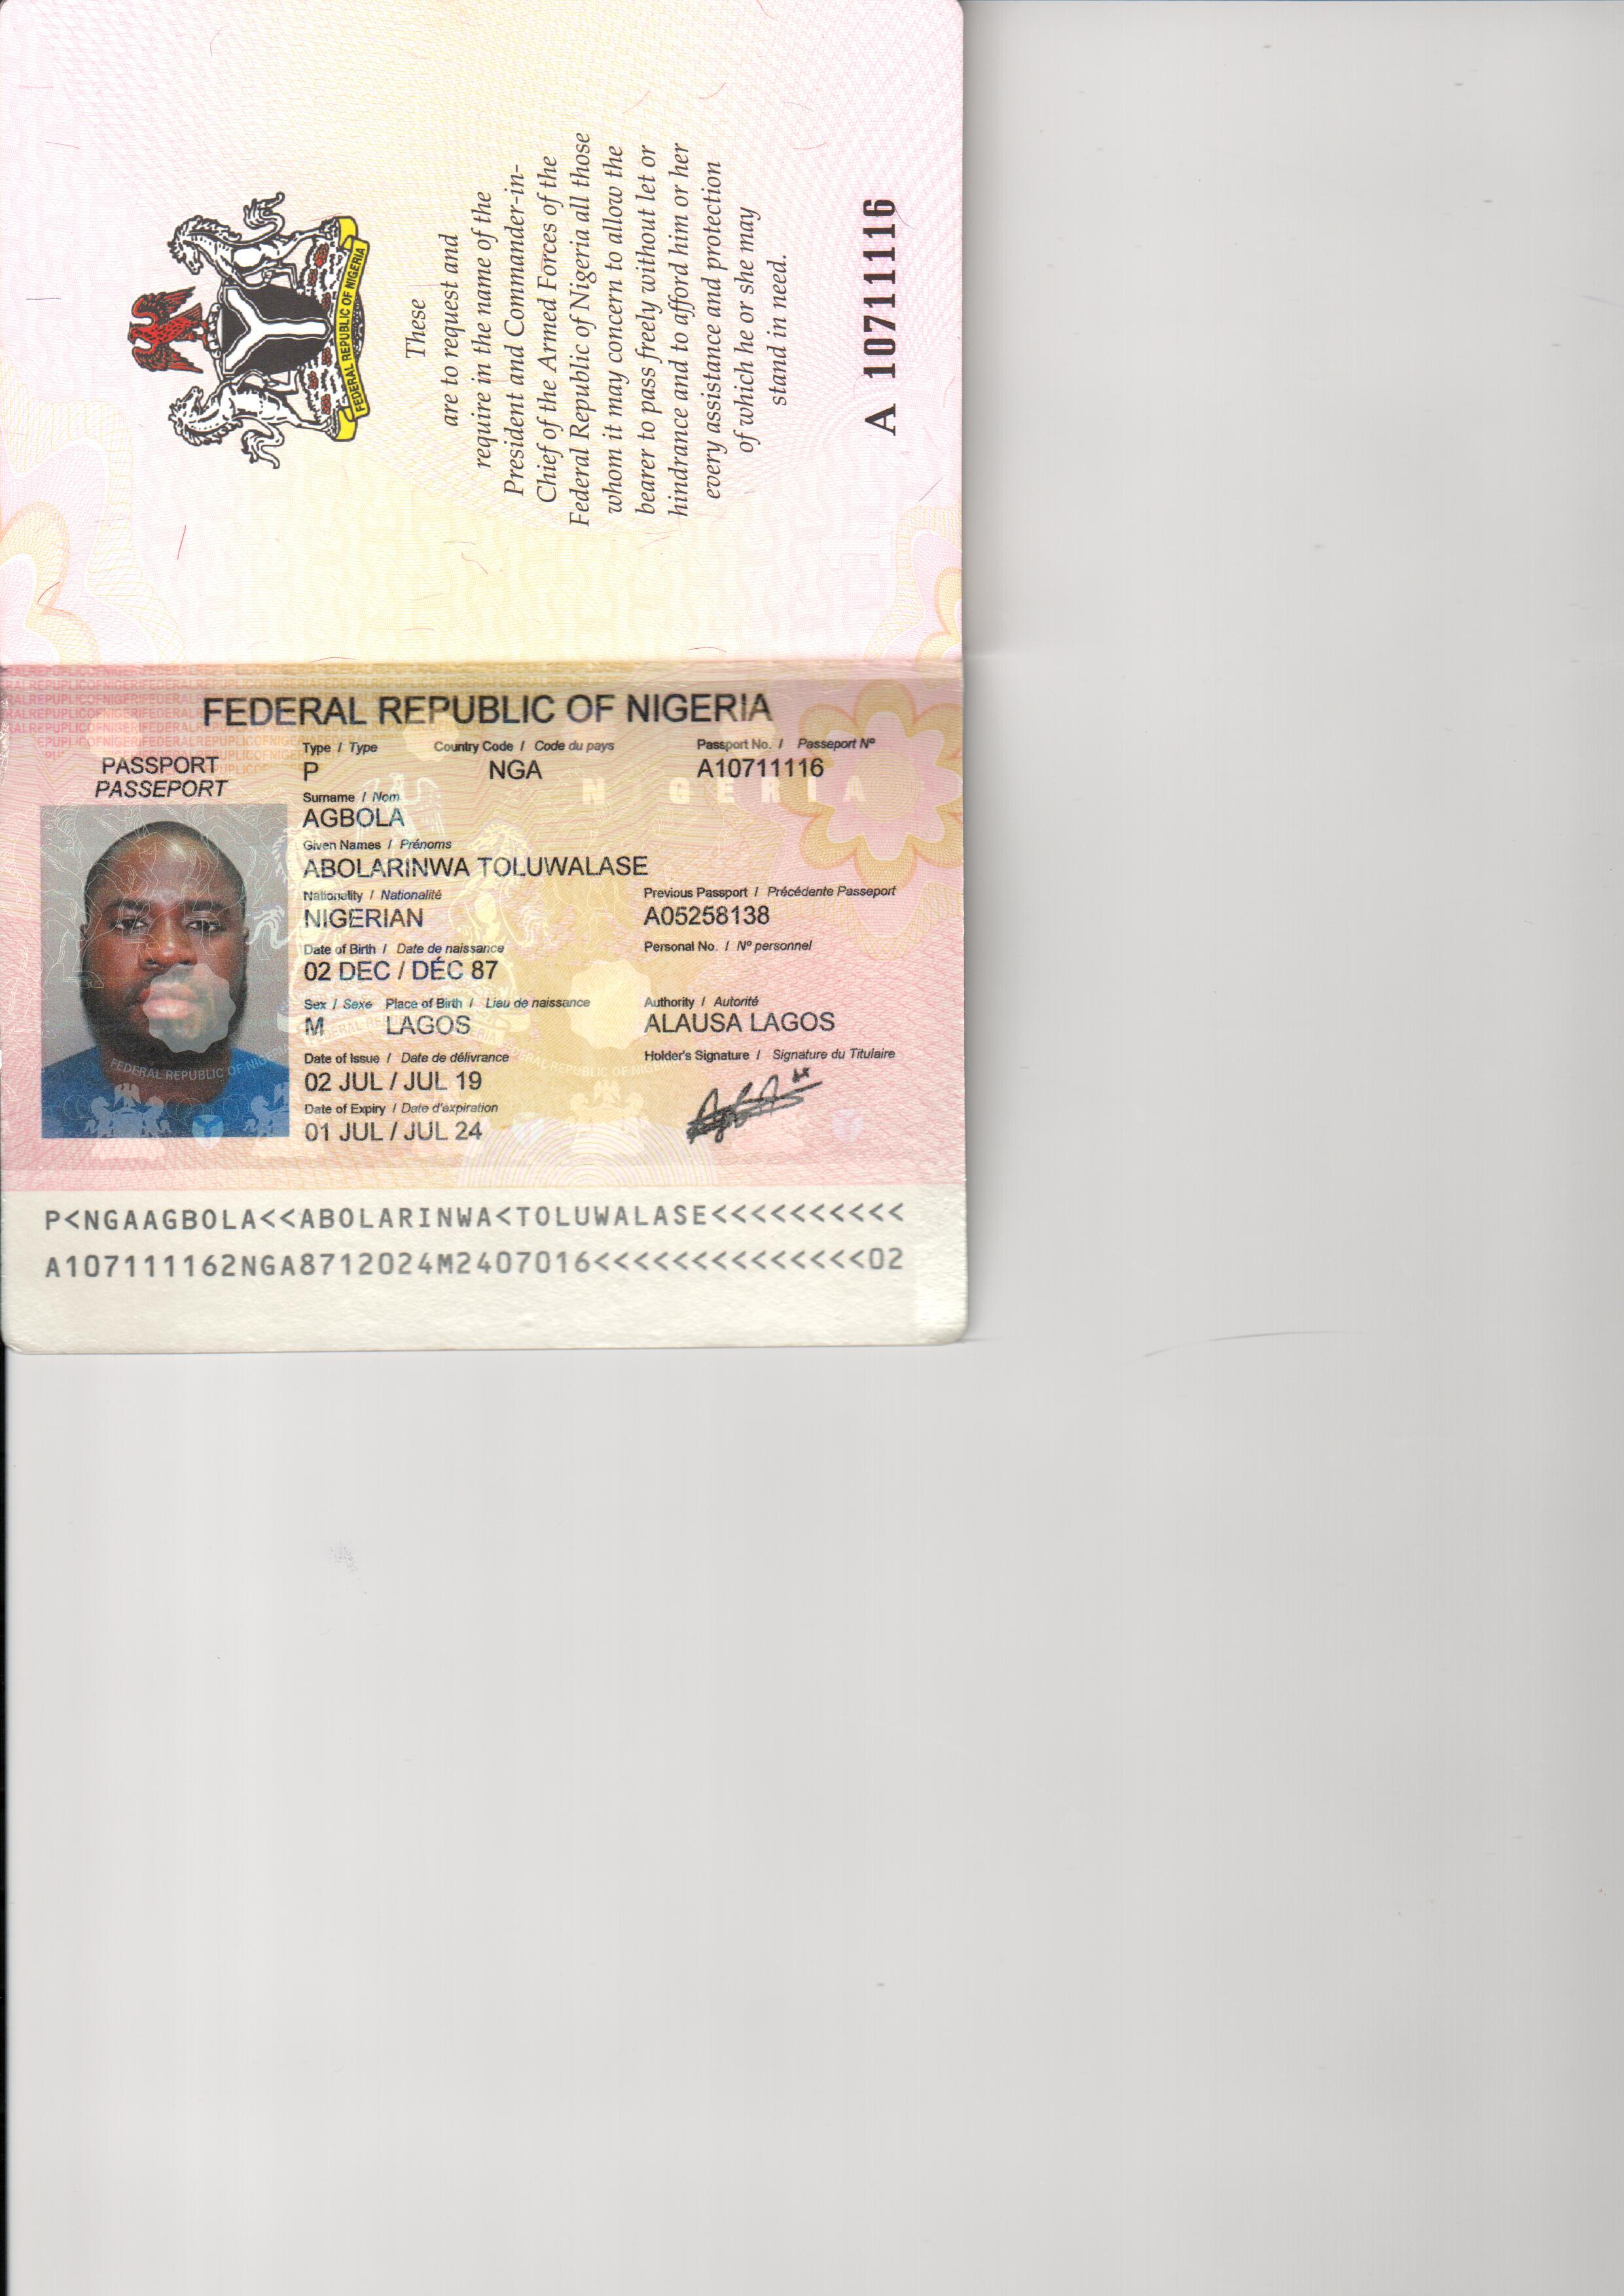 FEDERAL REPUBLIC OF NIGERIA
These
are to request and
require in the name of the
President and Commander-in-
Chief of the Armed Forces of the
Federal Republic of Nigeria all those
whom it may concern to allow the
bearer to pass freely without let or
hindrance and to afford him or her
every assistance and protection
of which he or she may
stand in need.
A 10711116
FEDERAL REPUBLIC OF NIGERIA
PASSPORT
PASSEPORT
Type / Type Country Code / Code du pays Passport No. / Passeport Nº
P NGA A10711116
Surname / Nom
AGBOLA
Given Names / Prénoms
ABOLARINWA TOLUWALASE
Nationality / Nationalité Previous Passport / Précédente Passeport
NIGERIAN A05258138
Date of Birth / Date de naissance Personal No. / Nº personnel
02 DEC / DÉC 87
Sex / Sexe Place of Birth / Lieu de naissance Authority / Autorité
M LAGOS ALAUSA LAGOS
Date of Issue / Date de délivrance Holder's Signature / Signature du Titulaire
02 JUL / JUL 19
Date of Expiry / Date d'expiration
01 JUL / JUL 24
P<NGAAGBOLA<<ABOLARINWA<TOLUWALASE<<<<<<<<<<
A107111162NGA8712024M2407016<<<<<<<<<<<<<<02